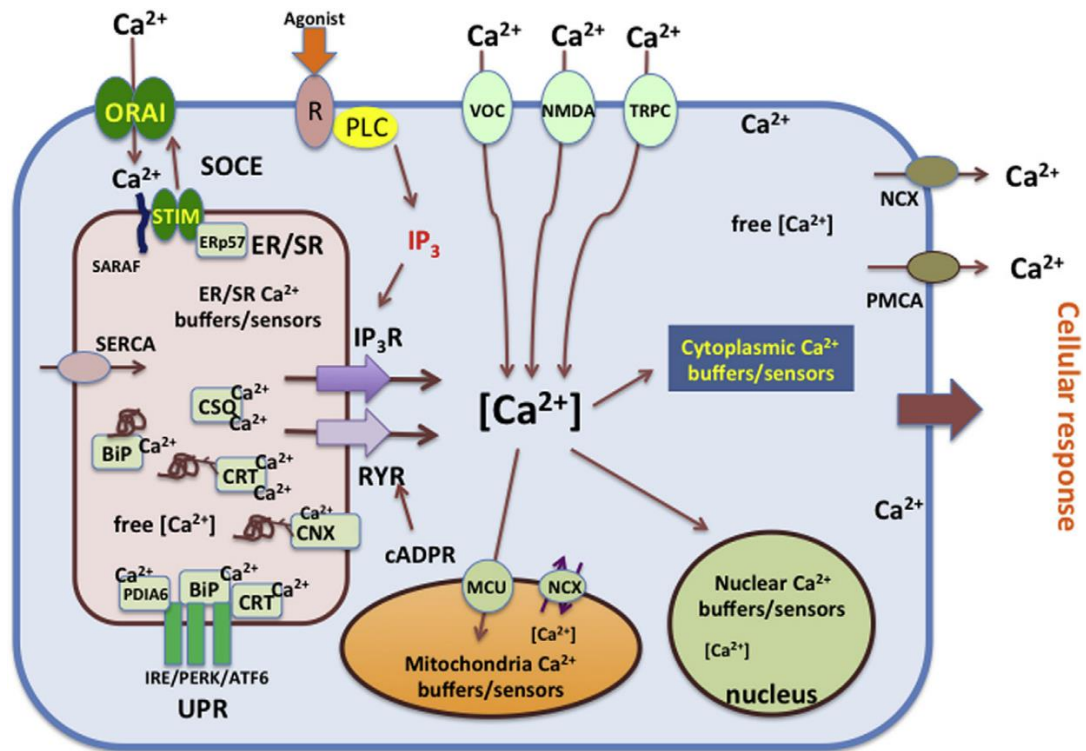 Ca²⁺
Agonist
Ca²⁺
Ca²⁺
Ca²⁺
ORAI
R
PLC
VOC
NMDA
TRPC
Ca²⁺
Ca²⁺
SOCE
STIM
ERp57
SARAF
ER/SR
IP₃
NCX
Ca²⁺
free [Ca²⁺]
PMCA
Ca²⁺
ER/SR Ca²⁺
buffers/sensors
SERCA
IP₃R
Cytoplasmic Ca²⁺
buffers/sensors
[Ca²⁺]
Cellular response
CSQ
Ca²⁺
Ca²⁺
BiP
Ca²⁺
CRT
Ca²⁺
Ca²⁺
RYR
free [Ca²⁺]
Ca²⁺
CNX
cADPR
Ca²⁺
Ca²⁺
PDIA6
BiP
Ca²⁺
CRT
Ca²⁺
IRE/PERK/ATF6
UPR
MCU
NCX
[Ca²⁺]
Mitochondria Ca²⁺
buffers/sensors
Nuclear Ca²⁺
buffers/sensors
[Ca²⁺]
nucleus